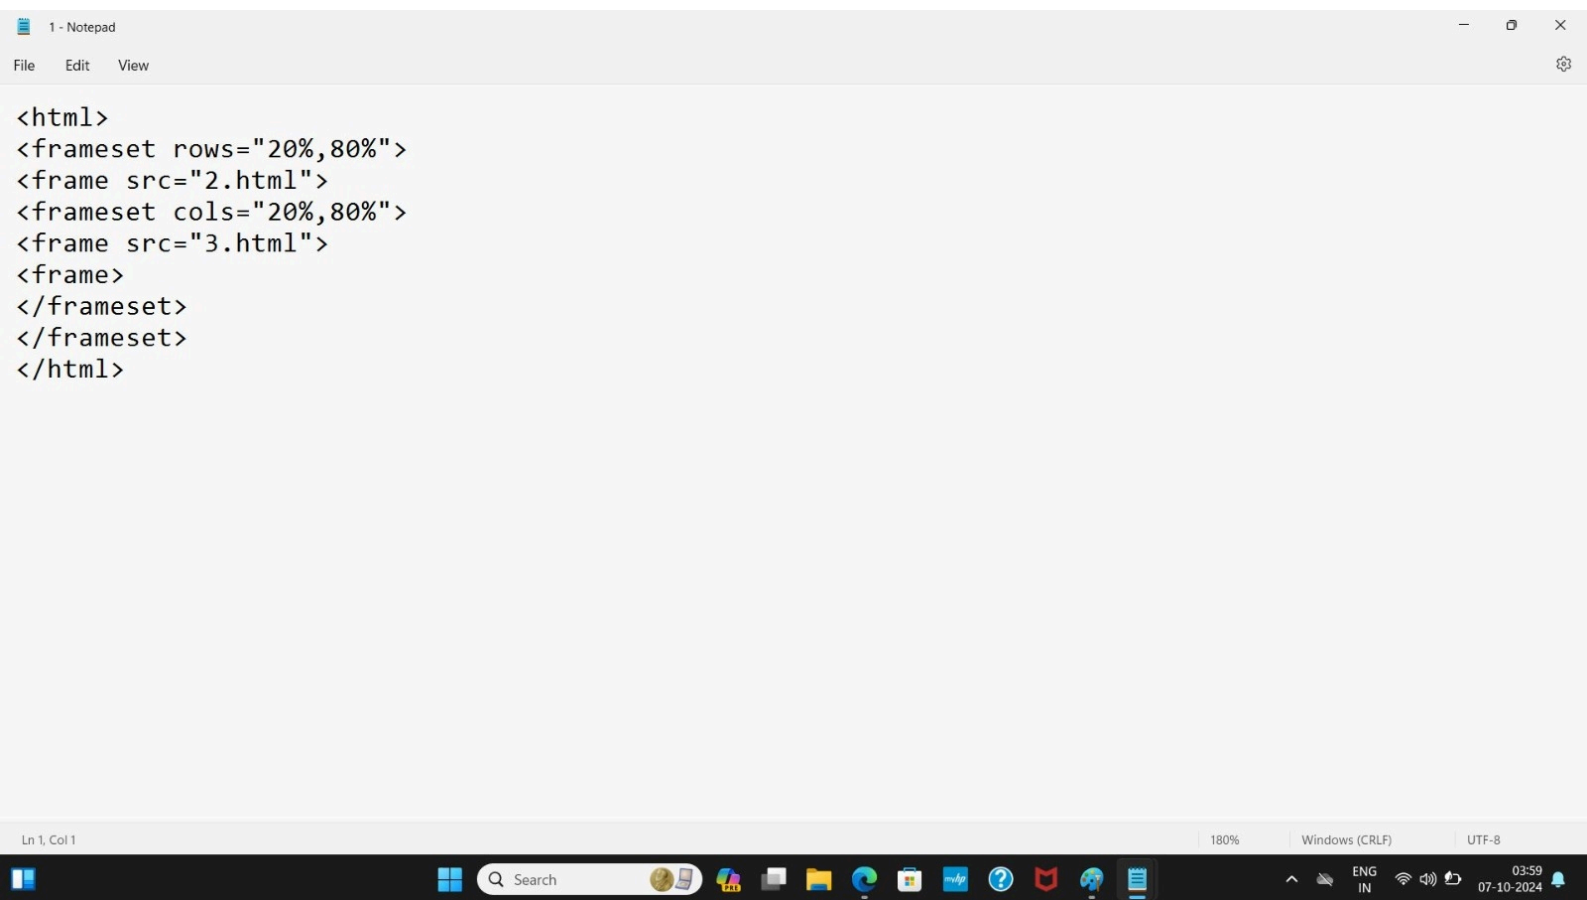 1 - Notepad
File Edit View
<html>
<frameset rows="20%,80%">
<frame src="2.html">
<frameset cols="20%,80%">
<frame src="3.html">
<frame>
</frameset>
</frameset>
</html>
Ln 1, Col 1 180% Windows (CRLF) UTF-8
Search PRE myhp ? ENG 03:59
IN 07-10-2024